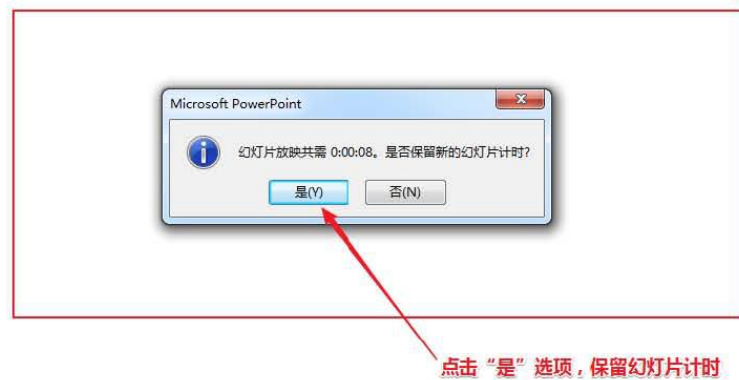 Microsoft PowerPoint
幻灯片放映共需 0:00:08。是否保留新的幻灯片计时?
是(Y)
否(N)
点击“是”选项，保留幻灯片计时